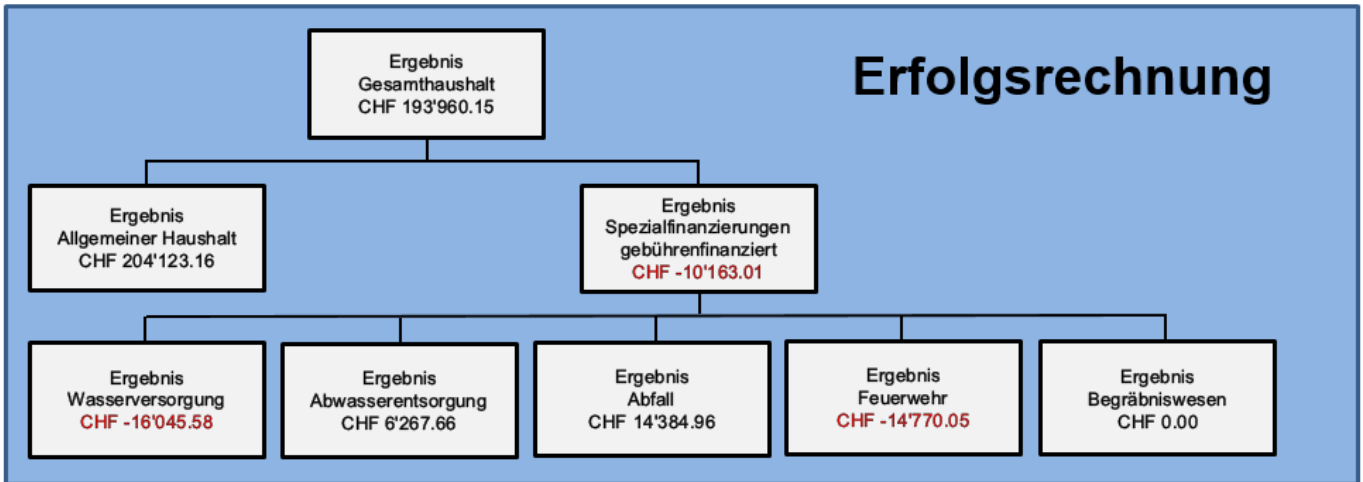 Erfolgsrechnung
Ergebnis
Gesamthaushalt
CHF 193'960.15
Ergebnis
Allgemeiner Haushalt
CHF 204'123.16
Ergebnis
Spezialfinanzierungen
gebührenfinanziert
CHF -10'163.01
Ergebnis
Wasserversorgung
CHF -16'045.58
Ergebnis
Abwasserentsorgung
CHF 6'267.66
Ergebnis
Abfall
CHF 14'384.96
Ergebnis
Feuerwehr
CHF -14'770.05
Ergebnis
Begräbniswesen
CHF 0.00